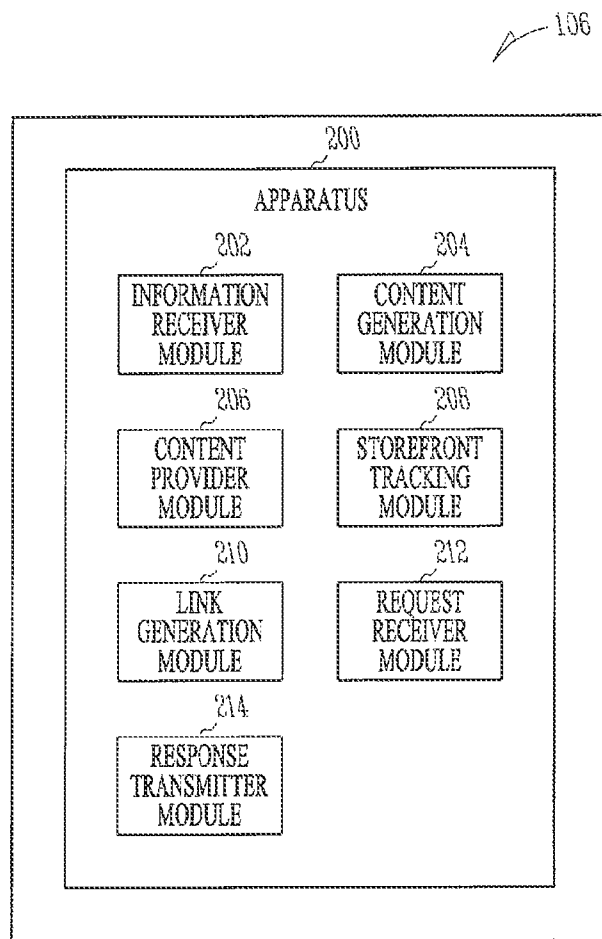 106
200
APPARATUS
202
INFORMATION
RECEIVER
MODULE
204
CONTENT
GENERATION
MODULE
206
CONTENT
PROVIDER
MODULE
208
STOREFRONT
TRACKING
MODULE
210
LINK
GENERATION
MODULE
212
REQUEST
RECEIVER
MODULE
214
RESPONSE
TRANSMITTER
MODULE